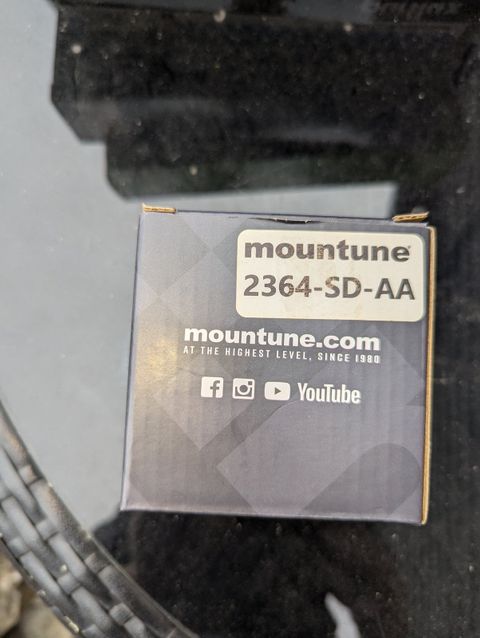 mountune
2364-SD-AA
mountune.com
AT THE HIGHEST LEVEL, SINCE 1980
YouTube